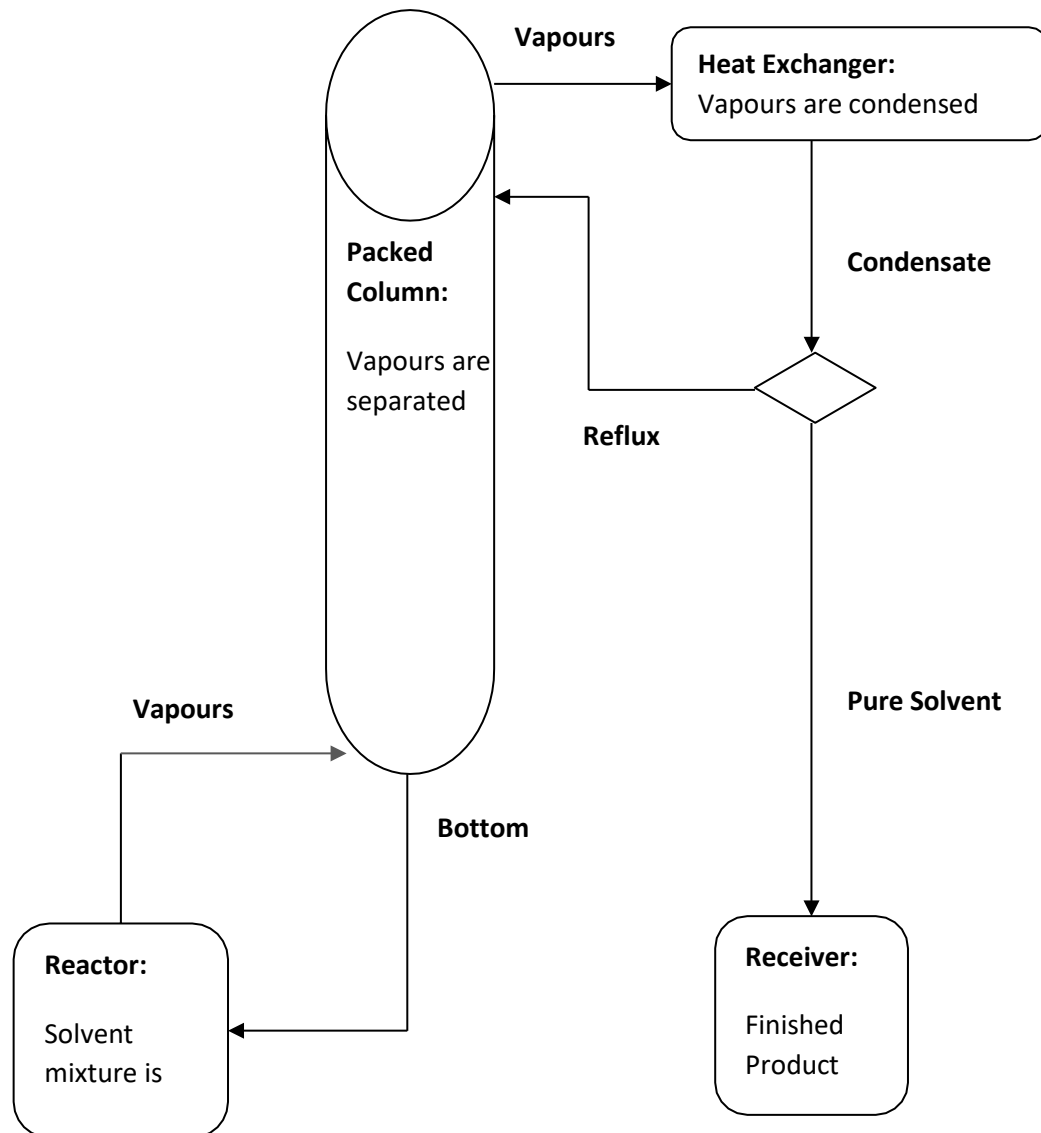 Vapours
Heat Exchanger:
Vapours are condensed
Packed
Column:
Vapours are
separated
Condensate
Reflux
Vapours
Pure Solvent
Bottom
Reactor:
Solvent
mixture is
Receiver:
Finished
Product